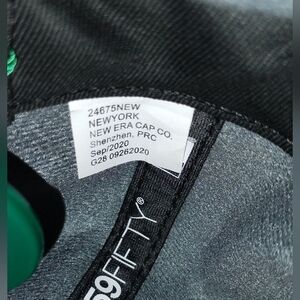 24675NEW
NEWYORK
NEW ERA CAP CO,
Shenzhen, PRC
Sep/2020
G28 09262020
59FIFTY®